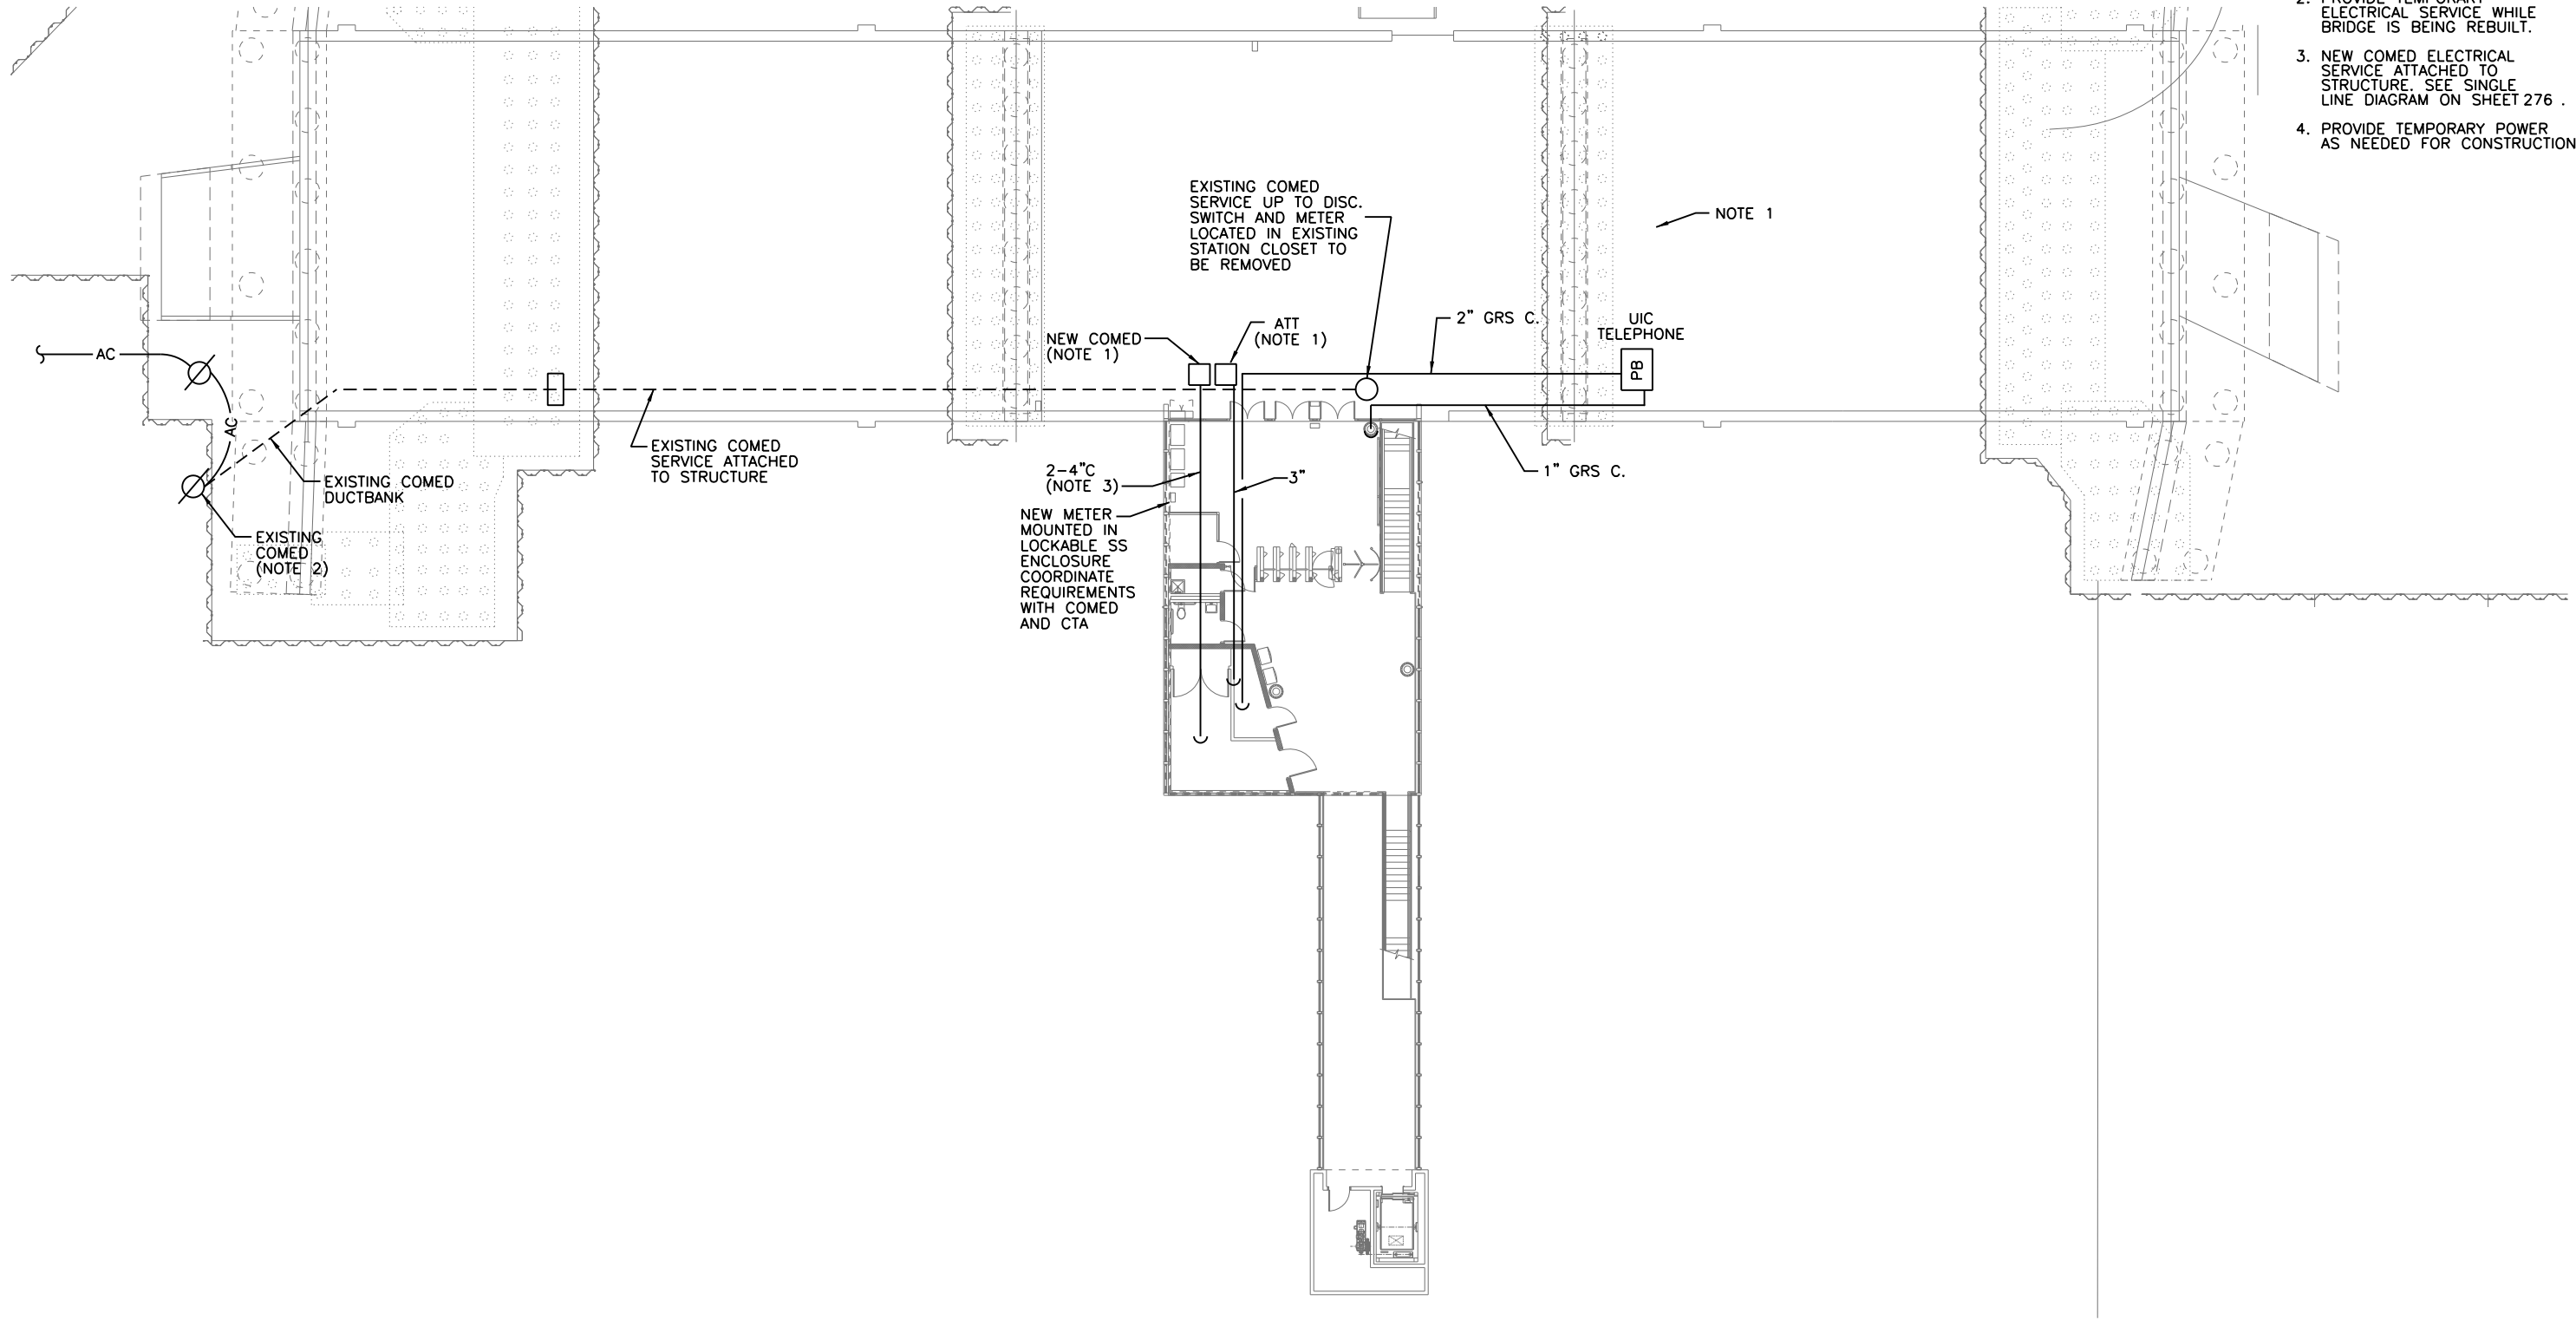 2. PROVIDE TEMPORARY
ELECTRICAL SERVICE WHILE
BRIDGE IS BEING REBUILT.
3. NEW COMED ELECTRICAL
SERVICE ATTACHED TO
STRUCTURE. SEE SINGLE
LINE DIAGRAM ON SHEET 276 .
4. PROVIDE TEMPORARY POWER
AS NEEDED FOR CONSTRUCTION
EXISTING COMED
SERVICE UP TO DISC.
SWITCH AND METER
LOCATED IN EXISTING
STATION CLOSET TO
BE REMOVED
NOTE 1
NEW COMED
(NOTE 1)
ATT
(NOTE 1)
2" GRS C.
UIC
TELEPHONE
PB
AC
AC
EXISTING COMED
SERVICE ATTACHED
TO STRUCTURE
EXISTING COMED
DUCTBANK
EXISTING
COMED
(NOTE 2)
2-4"C
(NOTE 3)
3"
1" GRS C.
NEW METER
MOUNTED IN
LOCKABLE SS
ENCLOSURE
COORDINATE
REQUIREMENTS
WITH COMED
AND CTA